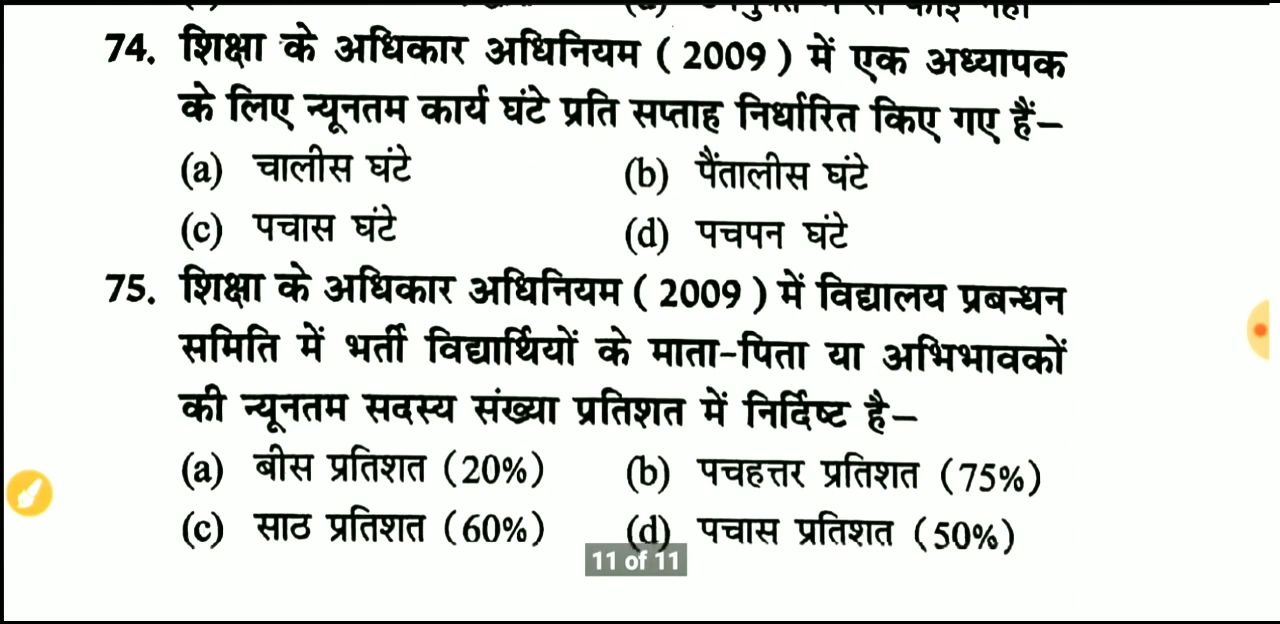 74. शिक्षा के अधिकार अधिनियम ( 2009 ) में एक अध्यापक
के लिए न्यूनतम कार्य घंटे प्रति सप्ताह निर्धारित किए गए हैं–
(a) चालीस घंटे (b) पैंतालीस घंटे
(c) पचास घंटे (d) पचपन घंटे
75. शिक्षा के अधिकार अधिनियम ( 2009 ) में विद्यालय प्रबन्धन
समिति में भर्ती विद्यार्थियों के माता-पिता या अभिभावकों
की न्यूनतम सदस्य संख्या प्रतिशत में निर्दिष्ट है–
(a) बीस प्रतिशत (20%) (b) पचहत्तर प्रतिशत (75%)
(c) साठ प्रतिशत (60%) (d) पचास प्रतिशत (50%)
11 of 11